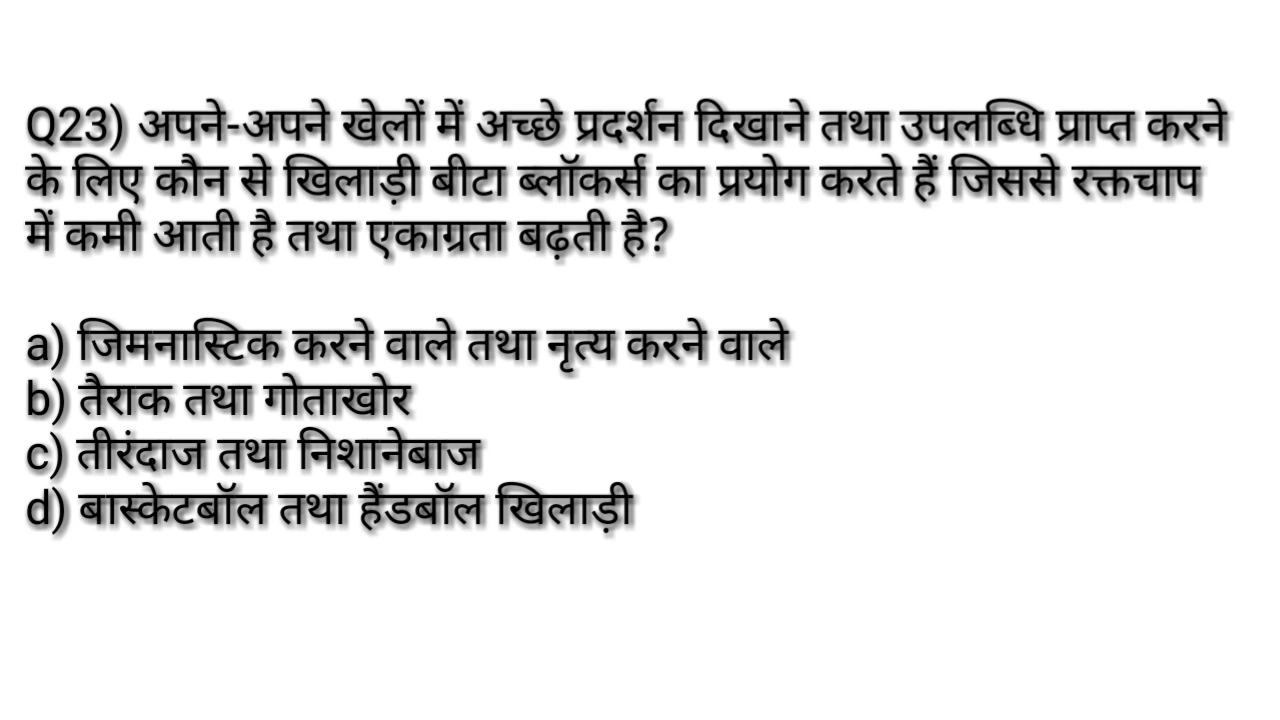 Q23) अपने-अपने खेलों में अच्छे प्रदर्शन दिखाने तथा उपलब्धि प्राप्त करने
के लिए कौन से खिलाड़ी बीटा ब्लॉकर्स का प्रयोग करते हैं जिससे रक्तचाप
में कमी आती है तथा एकाग्रता बढ़ती है?
a) जिमनास्टिक करने वाले तथा नृत्य करने वाले
b) तैराक तथा गोताखोर
c) तीरंदाज तथा निशानेबाज
d) बास्केटबॉल तथा हैंडबॉल खिलाड़ी